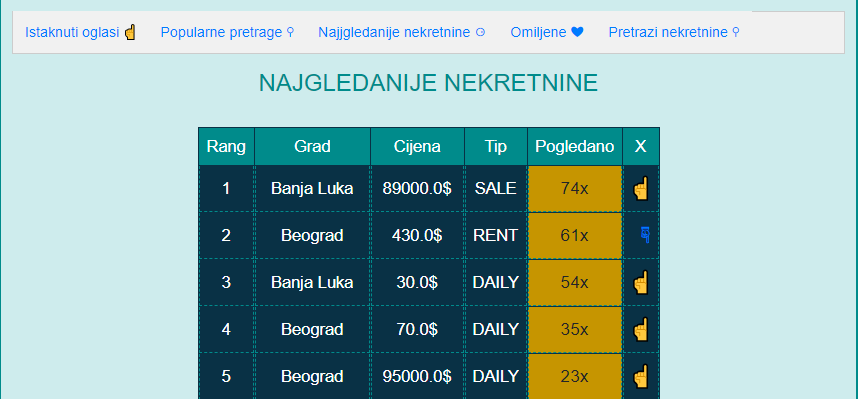 Istaknuti oglasi Popularne pretrage Najjgledanije nekretnine Omiljene Pretrazi nekretnine
NAJGLEDANIJE NEKRETNINE
Rang Grad Cijena Tip Pogledano X
1 Banja Luka 89000.0$ SALE 74x
2 Beograd 430.0$ RENT 61x
3 Banja Luka 30.0$ DAILY 54x
4 Beograd 70.0$ DAILY 35x
5 Beograd 95000.0$ DAILY 23x